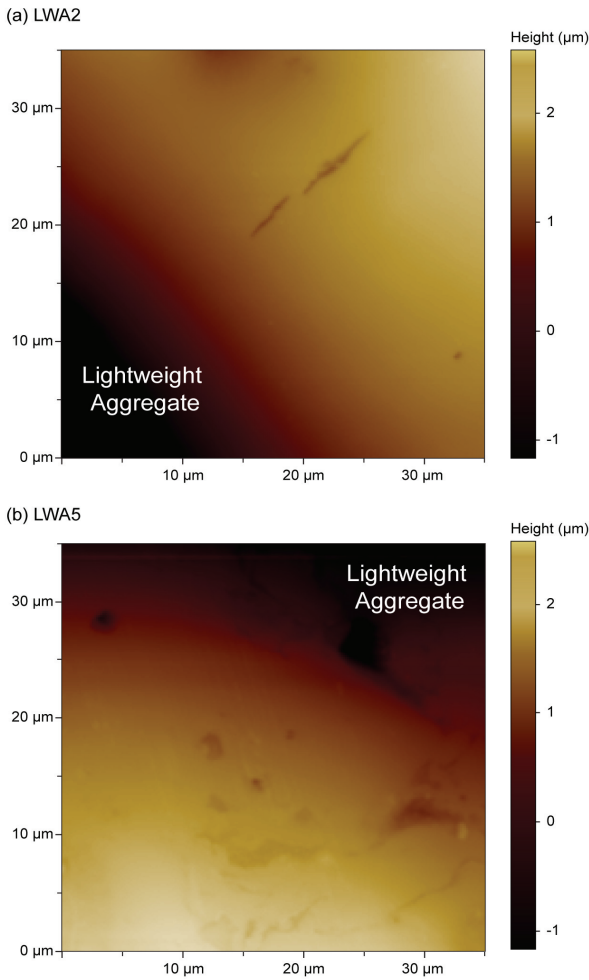 (a) LWA2
Height (µm)
30 µm
20 µm
10 µm
0 µm
10 µm
20 µm
30 µm
Lightweight
Aggregate
2
1
0
-1
(b) LWA5
Height (µm)
30 µm
20 µm
10 µm
0 µm
10 µm
20 µm
30 µm
Lightweight
Aggregate
2
1
0
-1